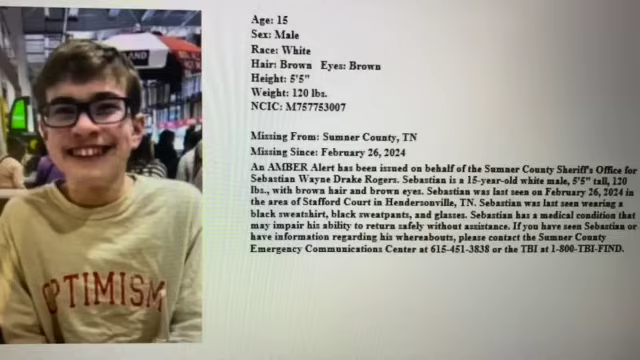 LAND
OPTIMISM
Age: 15
Sex: Male
Race: White
Hair: Brown Eyes: Brown
Height: 5'5"
Weight: 120 lbs.
NCIC: M757753007
Missing From: Sumner County, TN
Missing Since: February 26, 2024
An AMBER Alert has been issued on behalf of the Sumner County Sheriff's Office for
Sebastian Wayne Drake Rogers. Sebastian is a 15-year-old white male, 5'5" tall, 120
lbs., with brown hair and brown eyes. Sebastian was last seen on February 26, 2024 in
the area of Stafford Court in Hendersonville, TN. Sebastian was last seen wearing a
black sweatshirt, black sweatpants, and glasses. Sebastian has a medical condition that
may impair his ability to return safely without assistance. If you have seen Sebastian or
have information regarding his whereabouts, please contact the Sumner County
Emergency Communications Center at 615-451-3838 or the TBI at 1-800-TBI-FIND.